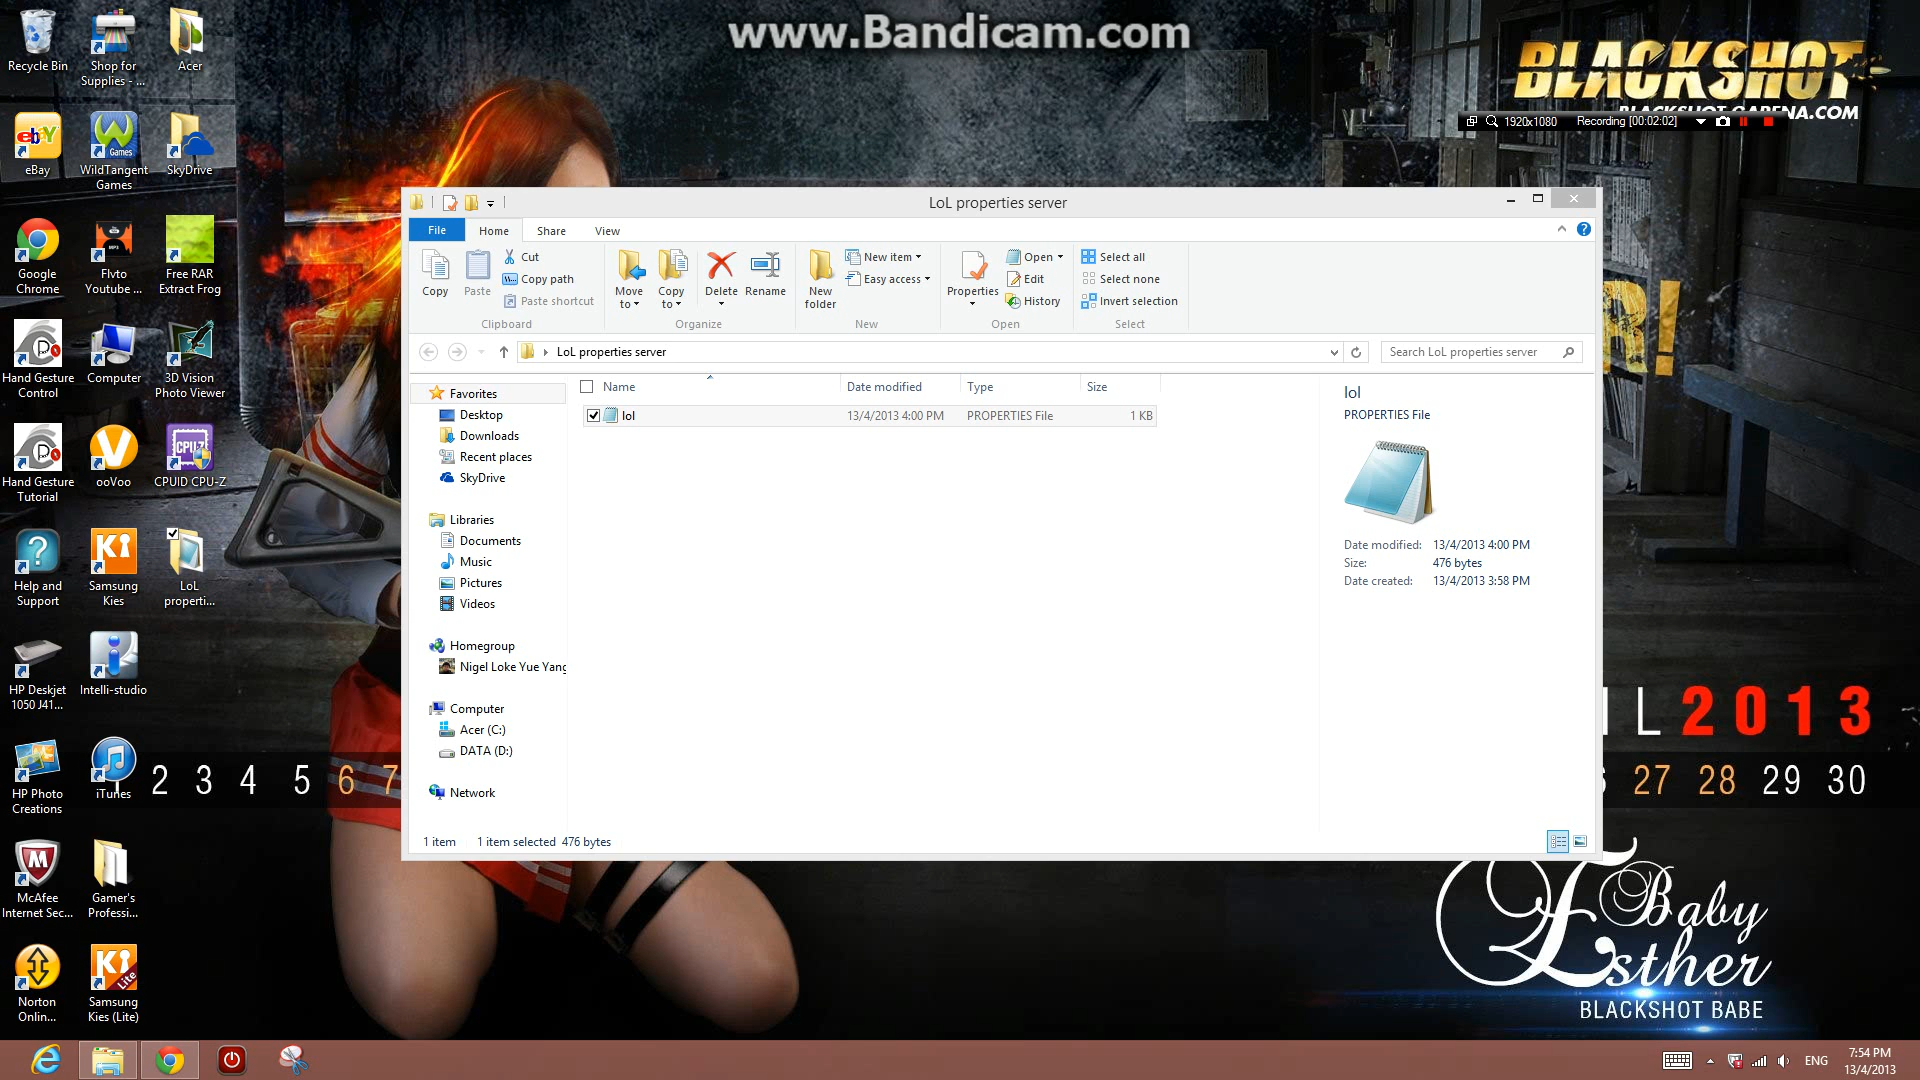 www.Bandicam.com
BLACKSHOT
1920x1080 Recording [00:02:02]
Recycle Bin
Shop for
Supplies - ...
Acer
eBay
WildTangent
Games
SkyDrive
Google
Chrome
Flvto
Youtube ...
Free RAR
Extract Frog
Hand Gesture
Control
Computer
3D Vision
Photo Viewer
Hand Gesture
Tutorial
ooVoo
CPUID CPU-Z
Help and
Support
Samsung
Kies
LoL
properti...
HP Deskjet
1050 J41...
Intelli-studio
HP Photo
Creations
iTunes
McAfee
Internet Sec...
Gamer's
Professi...
Norton
Onlin...
Samsung
Kies (Lite)
LoL properties server
File Home Share View
Copy
Paste
Cut
Copy path
Paste shortcut
Clipboard
Move
to
Copy
to
Delete
Rename
Organize
New
folder
New item
Easy access
New
Properties
Open
Edit
History
Open
Select all
Select none
Invert selection
Select
LoL properties server
Search LoL properties server
Favorites
Desktop
Downloads
Recent places
SkyDrive
Libraries
Documents
Music
Pictures
Videos
Homegroup
Nigel Loke Yue Yang
Computer
Acer (C:)
DATA (D:)
Network
Name Date modified Type Size
lol 13/4/2013 4:00 PM PROPERTIES File 1 KB
lol
PROPERTIES File
Date modified: 13/4/2013 4:00 PM
Size: 476 bytes
Date created: 13/4/2013 3:58 PM
1 item 1 item selected 476 bytes
IL 2013
2 3 4 5 6 7
27 28 29 30
Baby
Esther
BLACKSHOT BABE
ENG
7:54 PM
13/4/2013